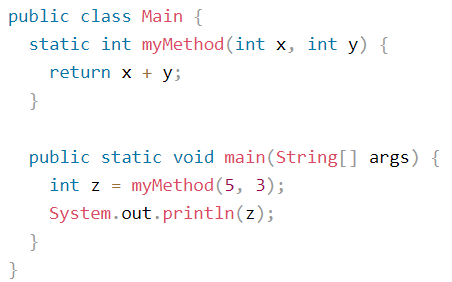 public class Main {
  static int myMethod(int x, int y) {
    return x + y;
  }

  public static void main(String[] args) {
    int z = myMethod(5, 3);
    System.out.println(z);
  }
}